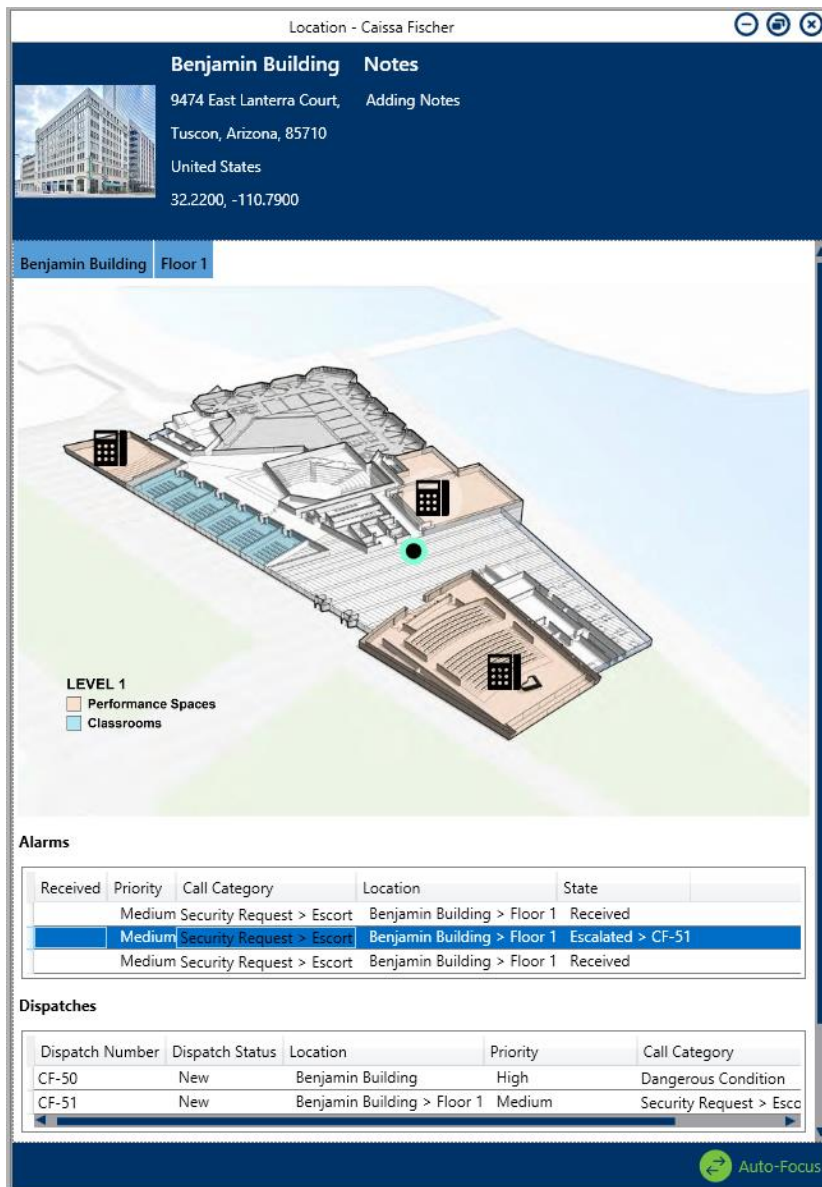 Location - Caissa Fischer
Benjamin Building Notes
9474 East Lanterra Court, Adding Notes
Tuscon, Arizona, 85710
United States
32.2200, -110.7900
Benjamin Building Floor 1
LEVEL 1
Performance Spaces
Classrooms
Alarms
Received Priority Call Category Location State
Medium Security Request > Escort Benjamin Building > Floor 1 Received
Medium Security Request > Escort Benjamin Building > Floor 1 Escalated > CF-51
Medium Security Request > Escort Benjamin Building > Floor 1 Received
Dispatches
Dispatch Number Dispatch Status Location Priority Call Category
CF-50 New Benjamin Building High Dangerous Condition
CF-51 New Benjamin Building > Floor 1 Medium Security Request > Esco
Auto-Focus